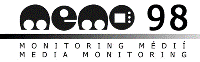 memo 98
MONITORING MÉDIÍ
MEDIA MONITORING